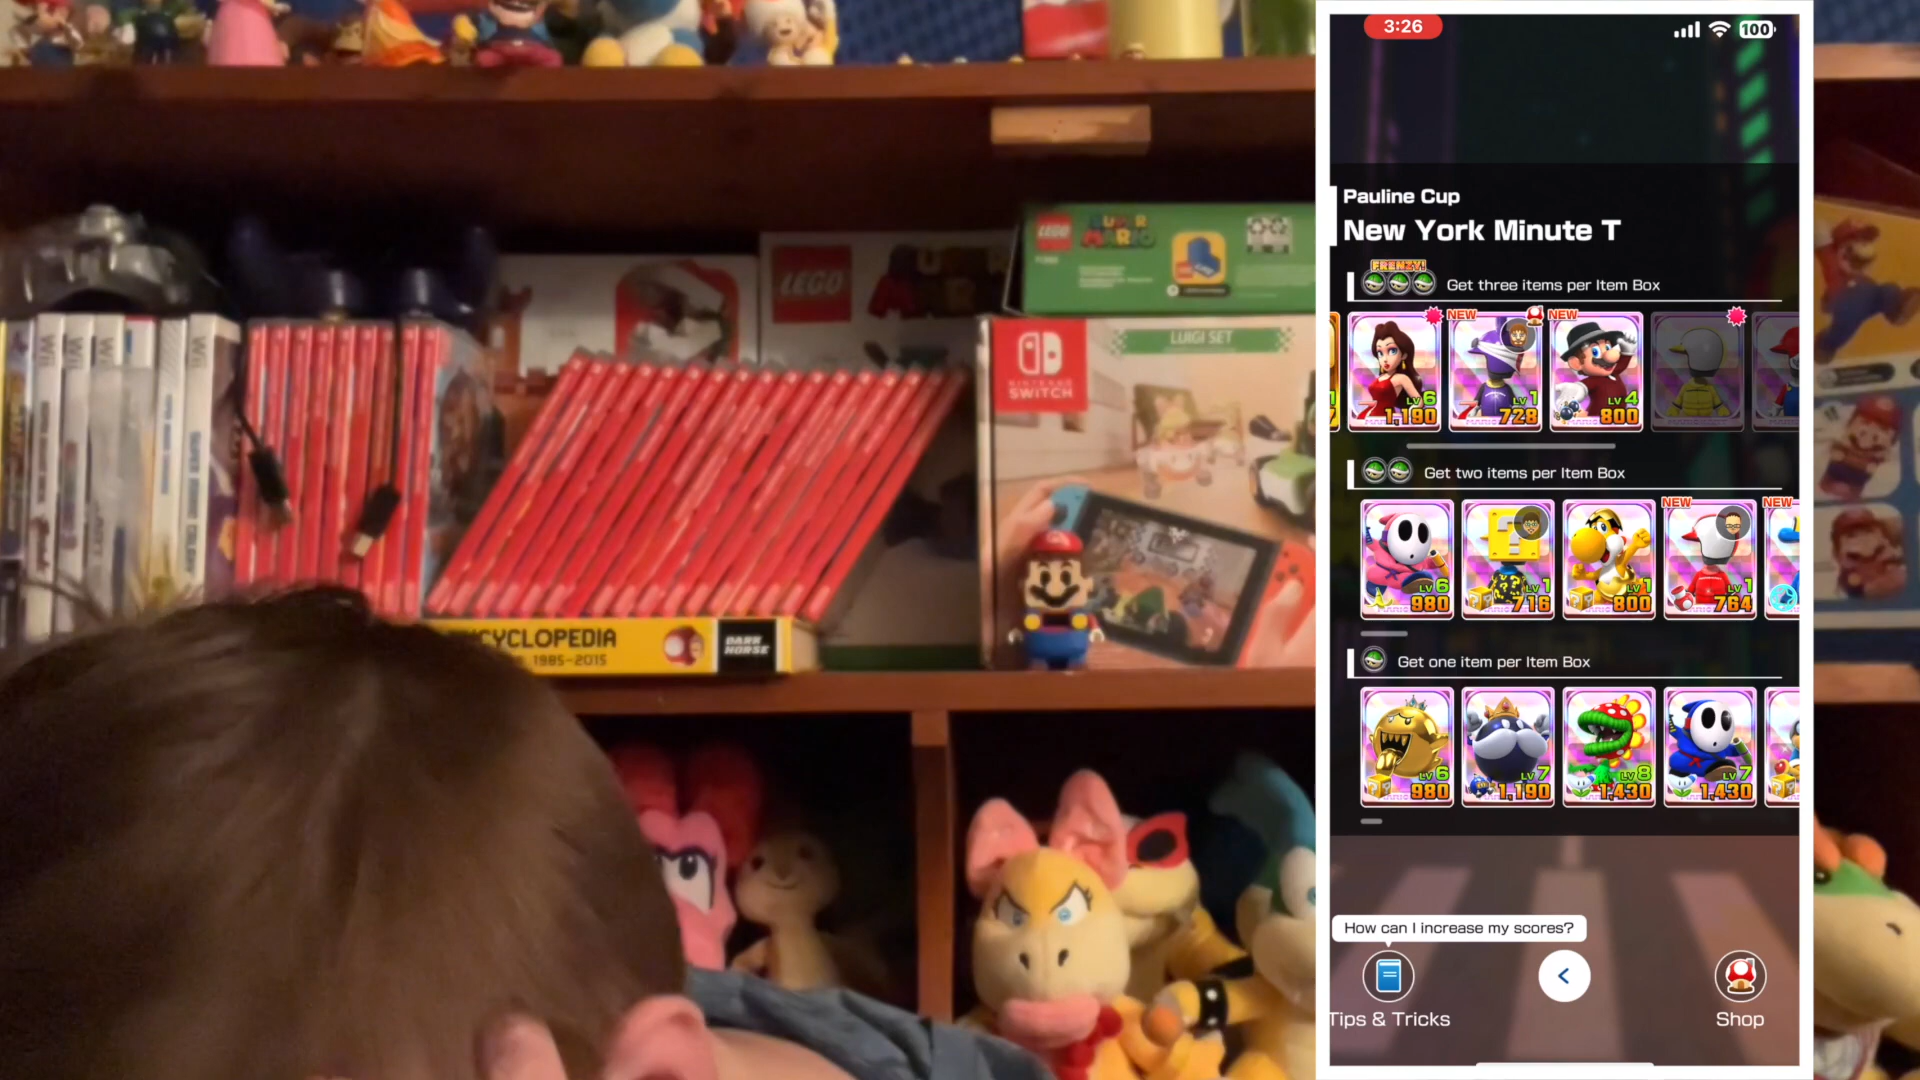 3:26
100
Pauline Cup
New York Minute T
FRENZY!
Get three items per Item Box
NEW
NEW
LV 6
1,190
LV 1
728
LV 4
800
Get two items per Item Box
NEW
NEW
LV 6
980
LV 1
716
LV 1
800
LV 1
764
Get one item per Item Box
LV 6
980
LV 7
1,190
LV 8
1,430
LV 7
1,430
How can I increase my scores?
Tips & Tricks
Shop
LEGO
LEGO
SUPER MARIO
NINTENDO
SWITCH
LUIGI SET
Wii
Wii
Wii
Wii
CYCLOPEDIA
1985-2015
DARK
HORSE